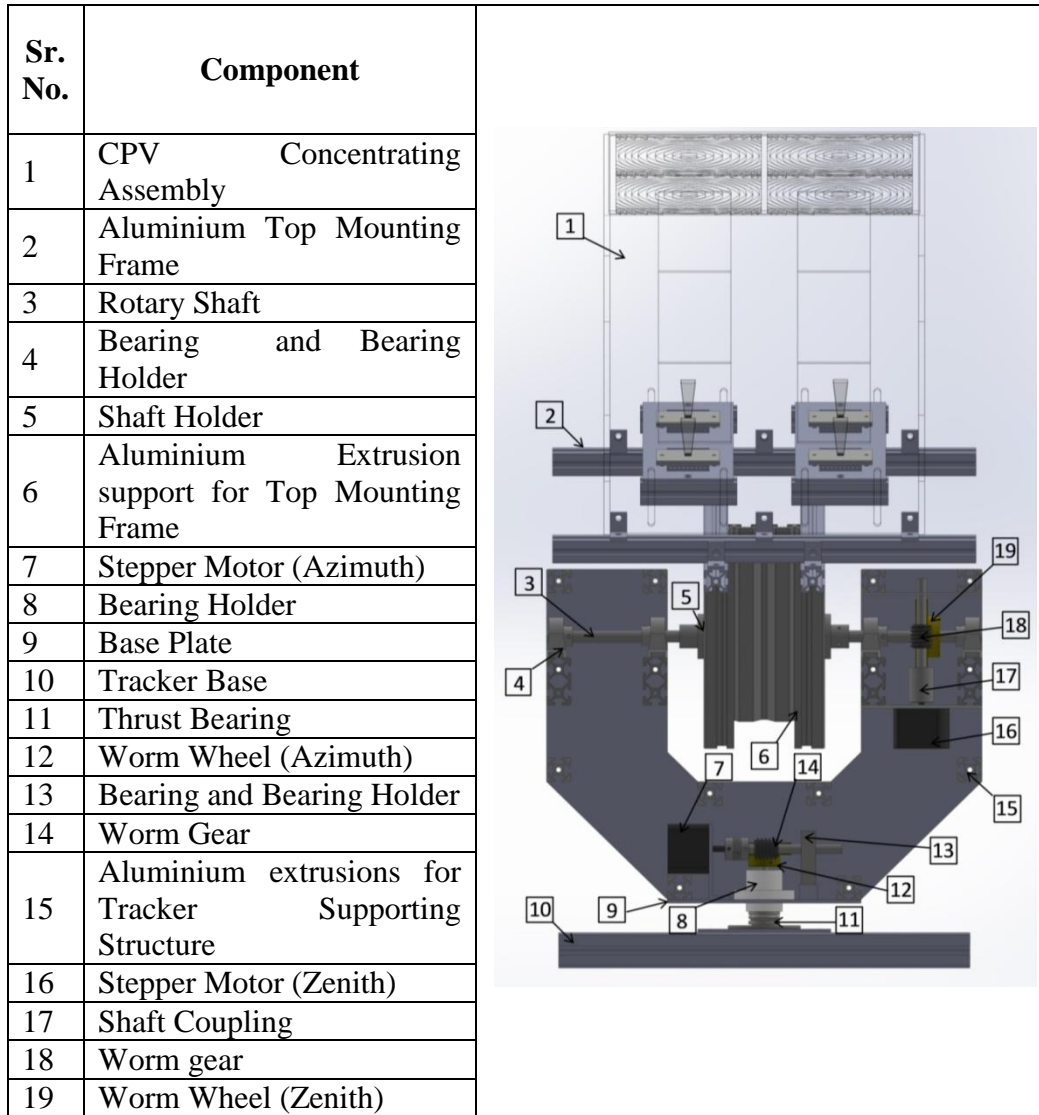 Sr.
No.
Component
1
CPV Concentrating
Assembly
2
Aluminium Top Mounting
Frame
3
Rotary Shaft
4
Bearing and Bearing
Holder
5
Shaft Holder
6
Aluminium Extrusion
support for Top Mounting
Frame
7
Stepper Motor (Azimuth)
8
Bearing Holder
9
Base Plate
10
Tracker Base
11
Thrust Bearing
12
Worm Wheel (Azimuth)
13
Bearing and Bearing Holder
14
Worm Gear
15
Aluminium extrusions for
Tracker Supporting
Structure
16
Stepper Motor (Zenith)
17
Shaft Coupling
18
Worm gear
19
Worm Wheel (Zenith)
1
2
19
3
5
18
4
17
16
6
7
14
15
13
12
9
8
10
11